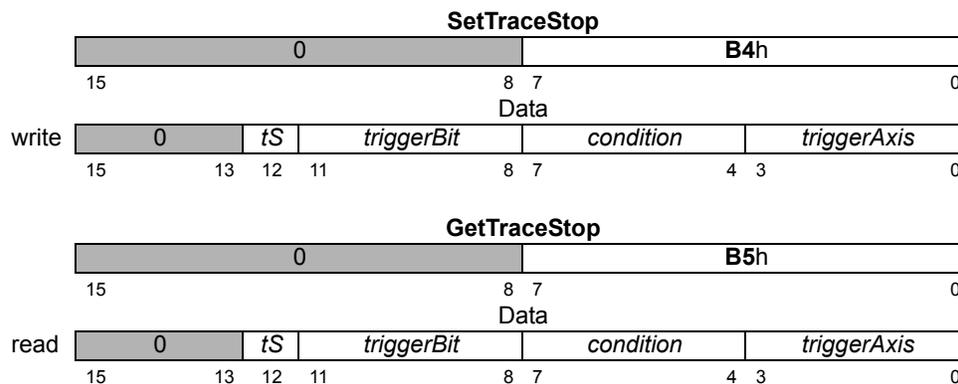 SetTraceStop
0 B4h
15 8 7 0
Data
write 0 tS triggerBit condition triggerAxis
15 13 12 11 8 7 4 3 0
GetTraceStop
0 B5h
15 8 7 0
Data
read 0 tS triggerBit condition triggerAxis
15 13 12 11 8 7 4 3 0